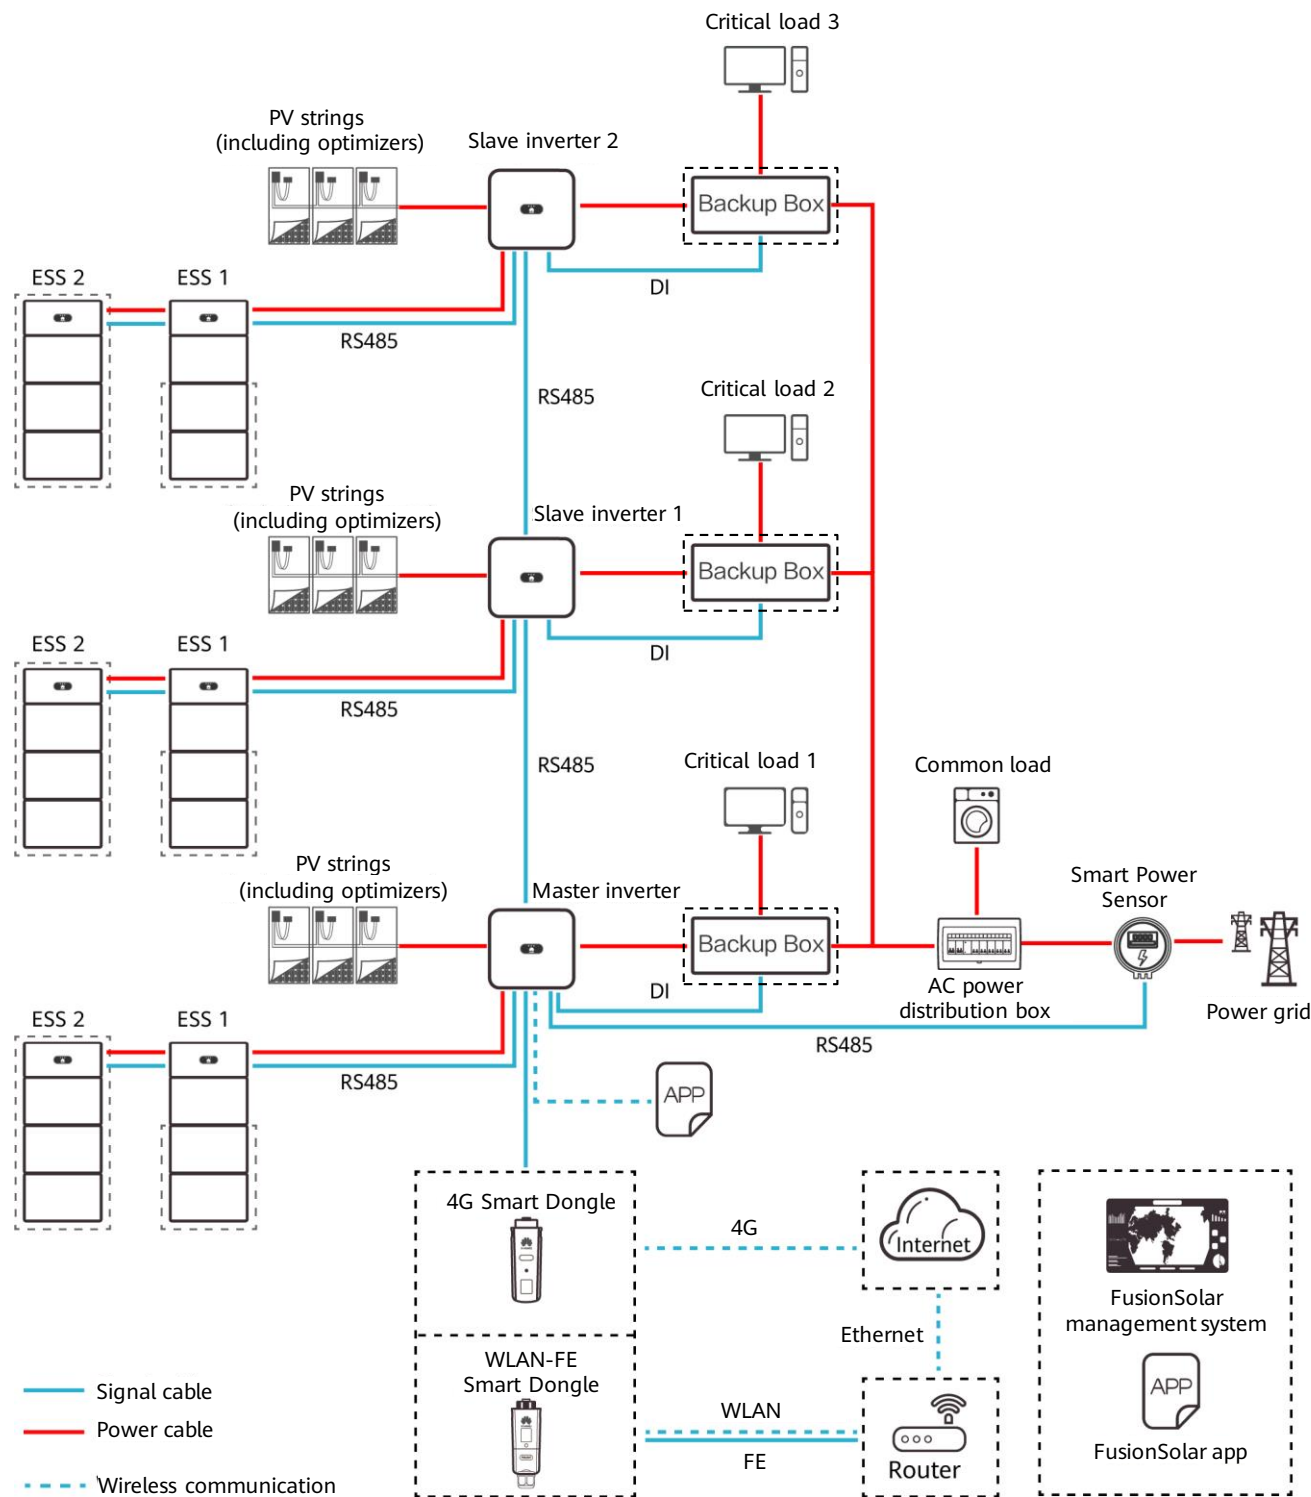 Critical load 3
PV strings
(including optimizers)
Slave inverter 2
Backup Box
DI
ESS 2
ESS 1
RS485
RS485
Critical load 2
PV strings
(including optimizers)
Slave inverter 1
Backup Box
DI
ESS 2
ESS 1
RS485
RS485
Critical load 1
Common load
PV strings
(including optimizers)
Master inverter
Smart Power
Sensor
Backup Box
DI
AC power
distribution box
Power grid
ESS 2
ESS 1
RS485
RS485
APP
4G Smart Dongle
4G
Internet
FusionSolar
management system
Ethernet
WLAN-FE
Smart Dongle
WLAN
FE
Router
APP
FusionSolar app
Signal cable
Power cable
Wireless communication